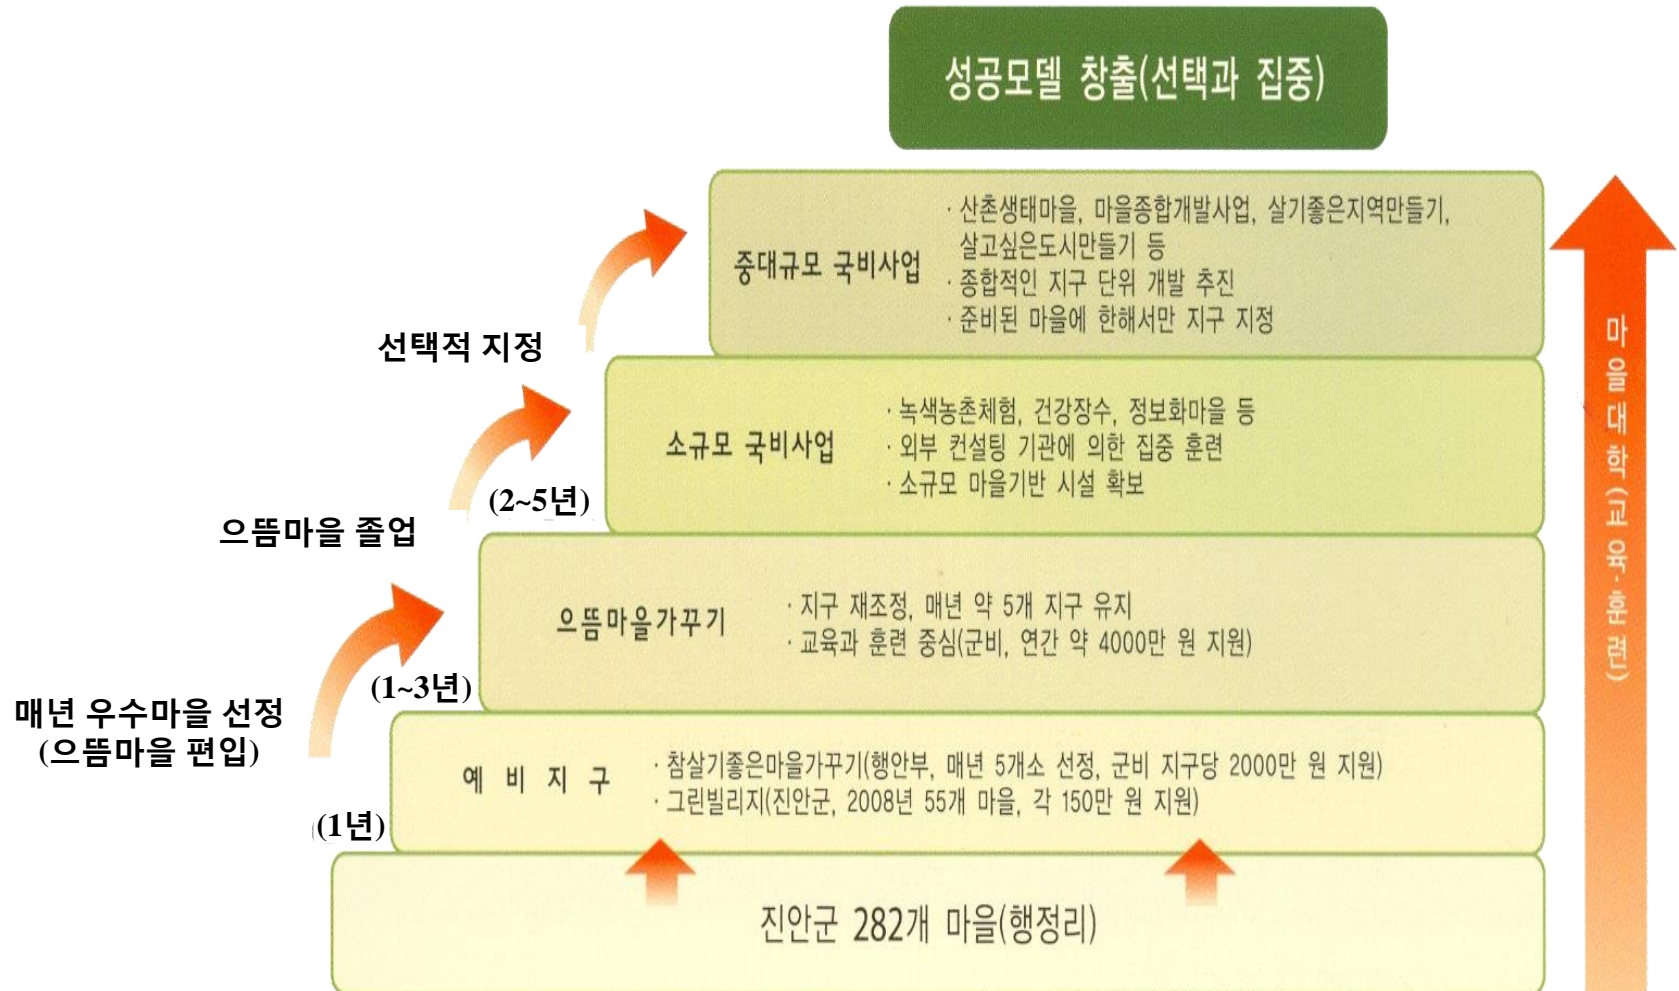 성공모델 창출(선택과 집중)
중대규모 국비사업
· 산촌생태마을, 마을종합개발사업, 살기좋은지역만들기,
살고싶은도시만들기 등
· 종합적인 지구 단위 개발 추진
· 준비된 마을에 한해서만 지구 지정
선택적 지정
소규모 국비사업
· 녹색농촌체험, 건강장수, 정보화마을 등
· 외부 컨설팅 기관에 의한 집중 훈련
· 소규모 마을기반 시설 확보
(2~5년)
으뜸마을 졸업
으뜸마을가꾸기
· 지구 재조정, 매년 약 5개 지구 유지
· 교육과 훈련 중심(군비, 연간 약 4000만 원 지원)
(1~3년)
매년 우수마을 선정
(으뜸마을 편입)
예 비 지 구
· 참살기좋은마을가꾸기(행안부, 매년 5개소 선정, 군비 지구당 2000만 원 지원)
· 그린빌리지(진안군, 2008년 55개 마을, 각 150만 원 지원)
(1년)
진안군 282개 마을(행정리)
마을대학(교육·훈련)